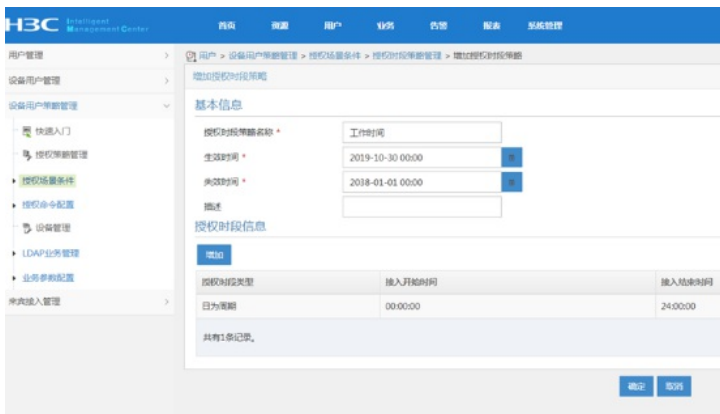 H3C Intelligent Management Center
首页 资源 用户 业务 告警 报表 系统管理
用户管理
设备用户管理
设备用户策略管理
快速入门
授权策略管理
授权场景条件
授权命令配置
设备管理
LDAP业务管理
业务参数配置
来宾接入管理
用户 > 设备用户策略管理 > 授权场景条件 > 授权时段策略管理 > 增加授权时段策略
增加授权时段策略
基本信息
授权时段策略名称 * 工作时间
生效时间 * 2019-10-30 00:00
失效时间 * 2038-01-01 00:00
描述
授权时段信息
增加
授权时段类型 接入开始时间 接入结束时间
日为周期 00:00:00 24:00:00
共有1条记录。
确定 取消